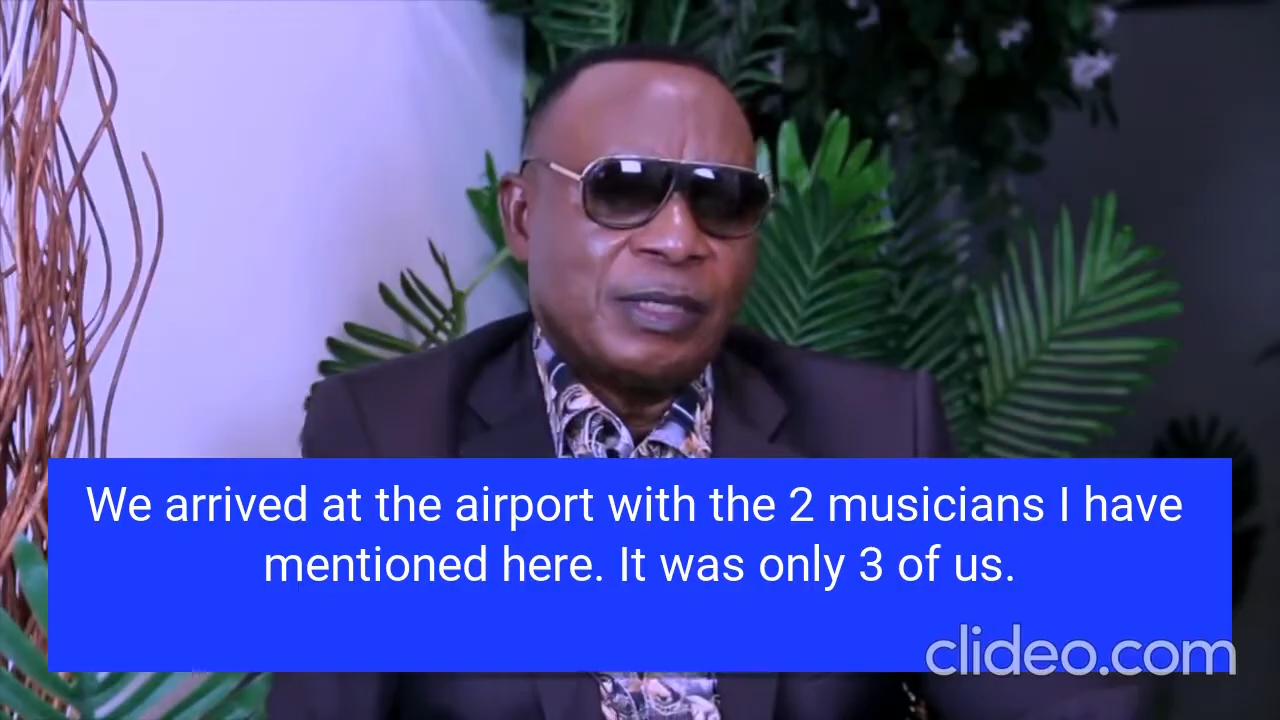 We arrived at the airport with the 2 musicians I have
mentioned here. It was only 3 of us.
clideo.com